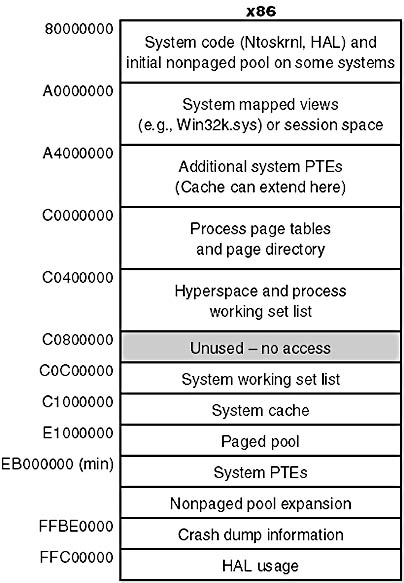 x86
80000000
System code (Ntoskrnl, HAL) and
initial nonpaged pool on some systems
A0000000
System mapped views
(e.g., Win32k.sys) or session space
A4000000
Additional system PTEs
(Cache can extend here)
C0000000
Process page tables
and page directory
C0400000
Hyperspace and process
working set list
C0800000
Unused – no access
C0C00000
System working set list
C1000000
System cache
E1000000
Paged pool
EB000000 (min)
System PTEs
Nonpaged pool expansion
FFBE0000
Crash dump information
FFC00000
HAL usage